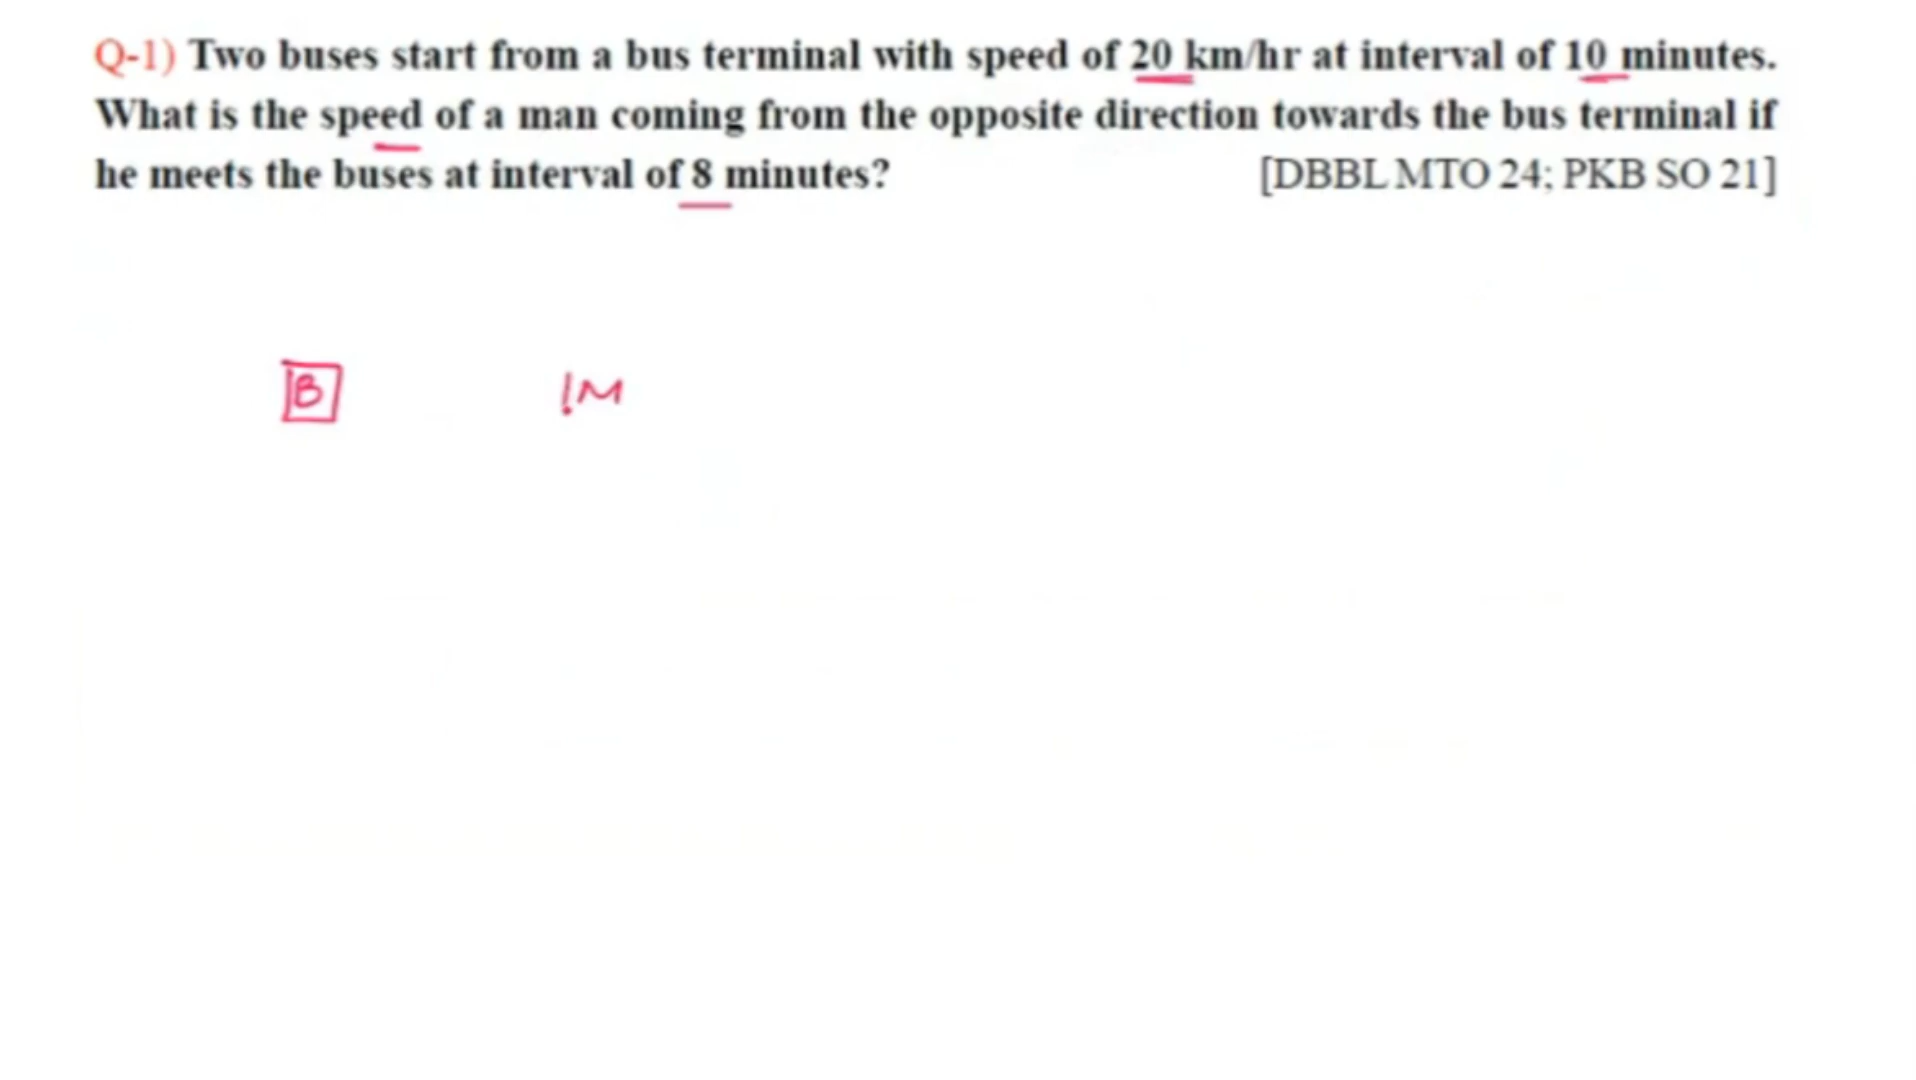 Q-1) Two buses start from a bus terminal with speed of 20 km/hr at interval of 10 minutes.
What is the speed of a man coming from the opposite direction towards the bus terminal if
he meets the buses at interval of 8 minutes? [DBBL MTO 24; PKB SO 21]
B M